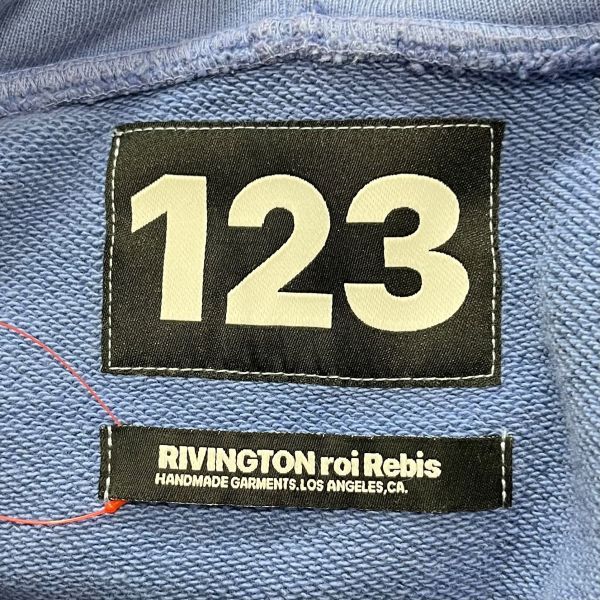 123
RIVINGTON roi Rebis
HANDMADE GARMENTS, LOS ANGELES, CA.